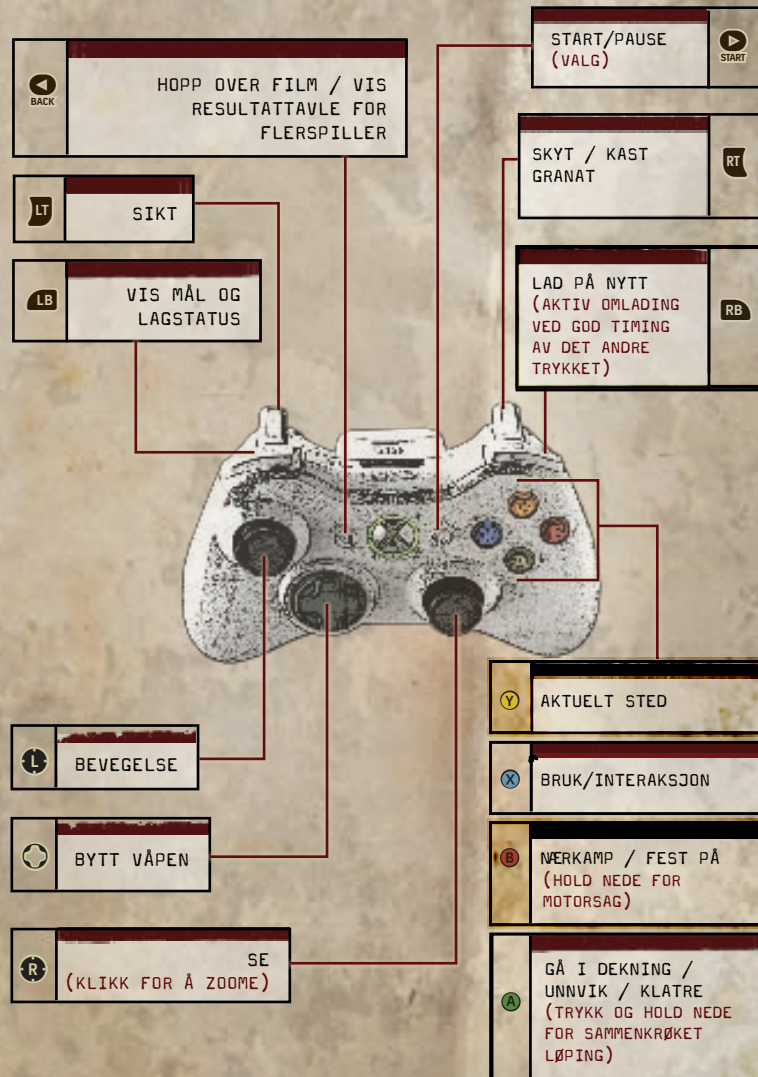 BACK
HOPP OVER FILM / VIS
RESULTATTAVLE FOR
FLERSPILLER
START/PAUSE
(VALG)
START
LT
SIKT
SKYT / KAST
GRANAT
RT
LB
VIS MÅL OG
LAGSTATUS
LAD PÅ NYTT
(AKTIV OMLADING
VED GOD TIMING
AV DET ANDRE
TRYKKET)
RB
A
L
BEVEGELSE
BYTT VÅPEN
R
SE
(KLIKK FOR Å ZOOME)
Y
AKTUELT STED
X
BRUK/INTERAKSJON
B
NÆRKAMP / FEST PÅ
(HOLD NEDE FOR
MOTORSAG)
A
GÅ I DEKNING /
UNNVIK / KLATRE
(TRYKK OG HOLD NEDE
FOR SAMMENKRØKET
LØPING)